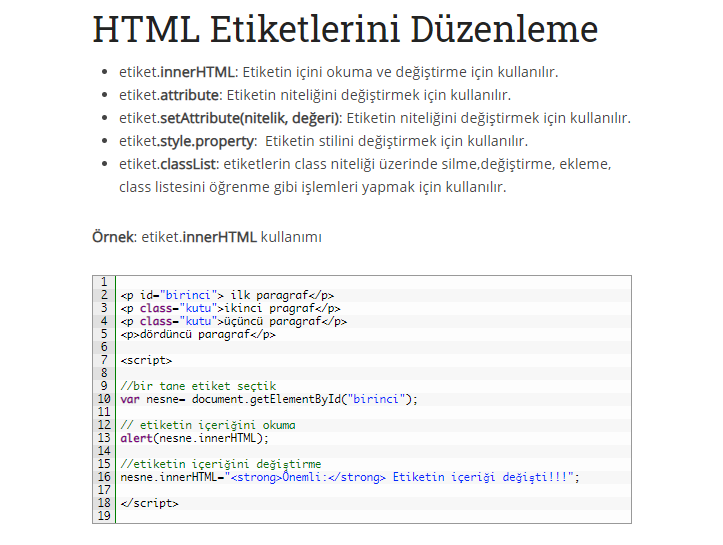 HTML Etiketlerini Düzenleme
• etiket.innerHTML: Etiketin içini okuma ve değiştirme için kullanılır.
• etiket.attribute: Etiketin niteliğini değiştirmek için kullanılır.
• etiket.setAttribute(nitelik, değeri): Etiketin niteliğini değiştirmek için kullanılır.
• etiket.style.property:  Etiketin stilini değiştirmek için kullanılır.
• etiket.classList: etiketlerin class niteliği üzerinde silme,değiştirme, ekleme,
class listesini öğrenme gibi işlemleri yapmak için kullanılır.
Örnek: etiket.innerHTML kullanımı
1
2 <p id="birinci"> ilk paragraf</p>
3 <p class="kutu">ikinci pragraf</p>
4 <p class="kutu">üçüncü paragraf</p>
5 <p>dördüncü paragraf</p>
6
7 <script>
8
9 //bir tane etiket seçtik
10 var nesne= document.getElementById("birinci");
11
12 // etiketin içeriğini okuma
13 alert(nesne.innerHTML);
14
15 //etiketin içeriğini değiştirme
16 nesne.innerHTML="<strong>Önemli:</strong> Etiketin içeriği değişti!!!";
17
18 </script>
19